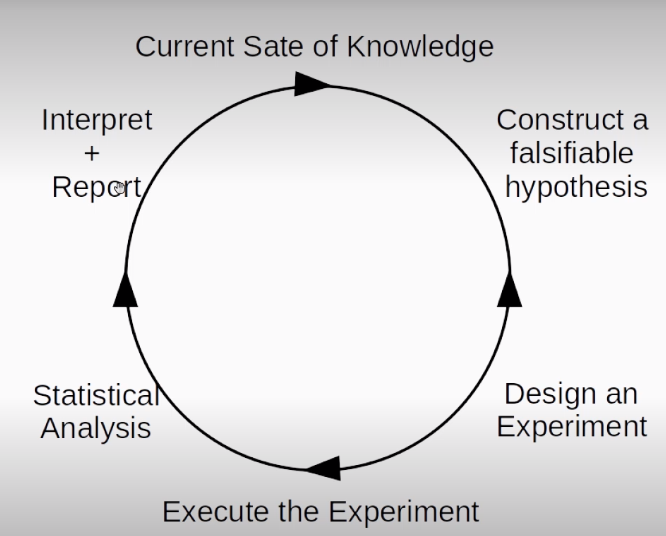 Current Sate of Knowledge
Construct a
falsifiable
hypothesis
Design an
Experiment
Execute the Experiment
Statistical
Analysis
Interpret
+
Report